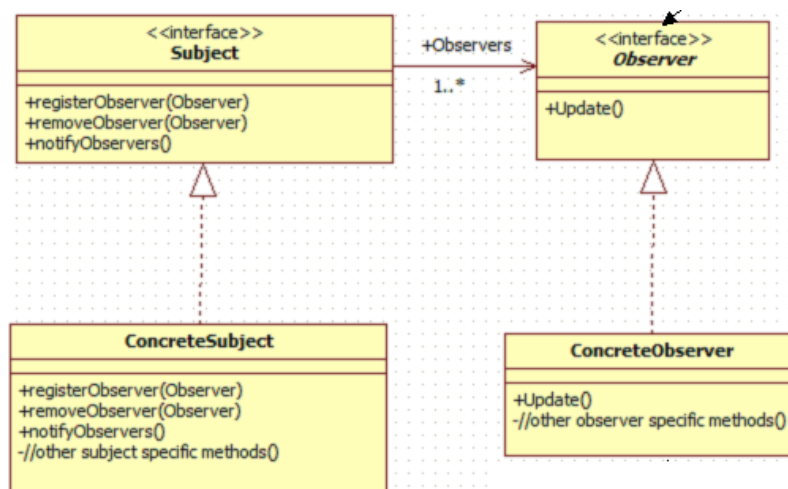 <<interface>>
Subject
+registerObserver(Observer)
+removeObserver(Observer)
+notifyObservers()
+Observers
1..*
<<interface>>
Observer
+Update()
ConcreteSubject
+registerObserver(Observer)
+removeObserver(Observer)
+notifyObservers()
-//other subject specific methods()
ConcreteObserver
+Update()
-//other observer specific methods()